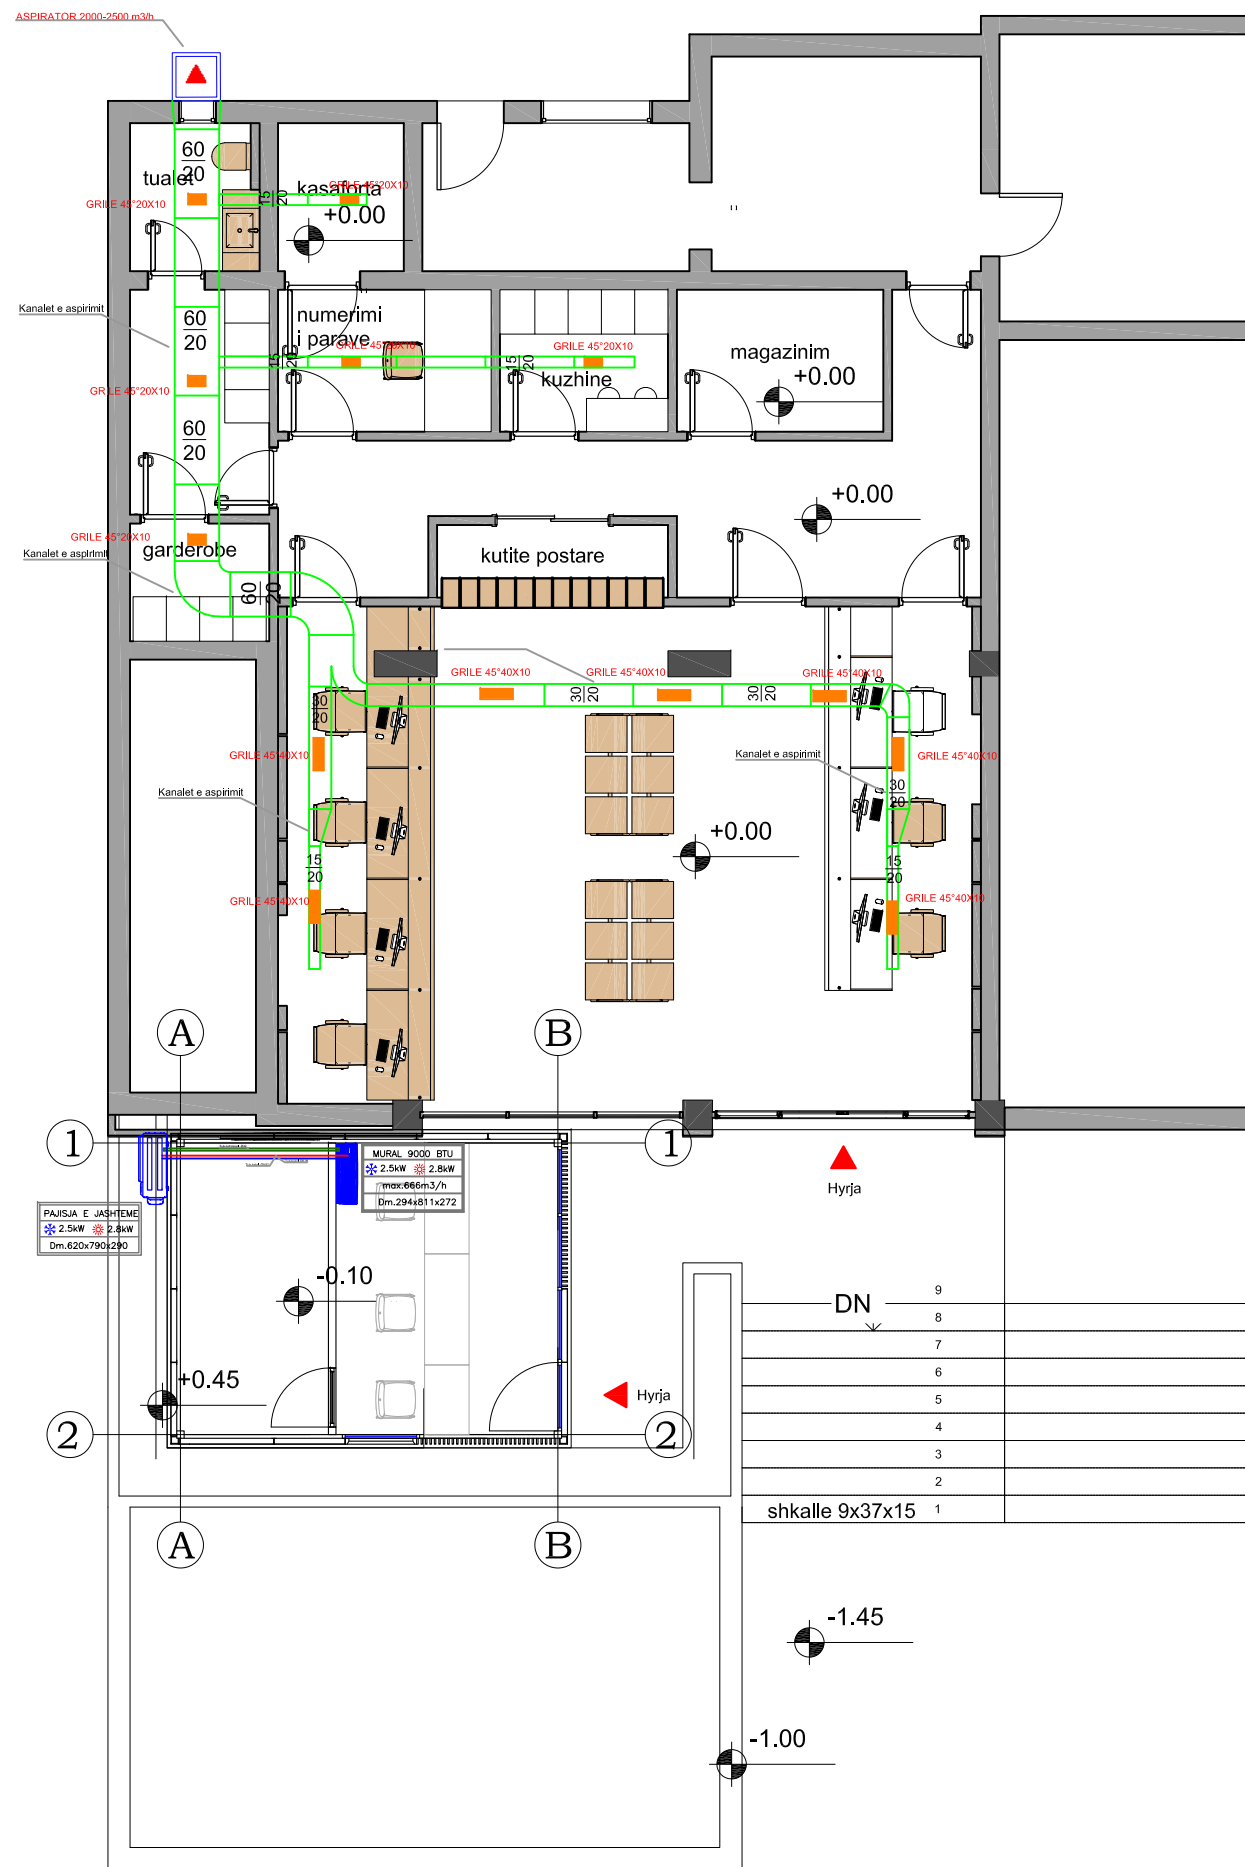 ASPIRATOR 2000-2500 m3/h
60
20
tualet
GRILE 45°20X10
15
20
kasaforta
GRILE 45°20X10
+0.00
Kanalet e aspirimit
60
20
numerimi
i parave
GRILE 45°20X10
15
20
GRILE 45°20X10
15
20
kuzhine
magazinim
+0.00
GRILE 45°20X10
60
20
+0.00
GRILE 45°20X10
garderobe
Kanalet e aspirimit
kutite postare
60
20
GRILE 45°40X10
GRILE 45°40X10
GRILE 45°40X10
30
20
30
20
30
20
GRILE 45°40X10
Kanalet e aspirimit
GRILE 45°40X10
Kanalet e aspirimit
30
20
+0.00
15
20
15
20
GRILE 45°40X10
GRILE 45°40X10
A
B
1
1
MURAL 9000 BTU
2.5kW 2.8kW
max.666m3/h
Dm.294x811x272
Hyrja
PAJISJA E JASHTEME
2.5kW 2.8kW
Dm.620x790x290
-0.10
DN
9
8
7
6
5
4
3
2
1
+0.45
Hyrja
2
2
shkalle 9x37x15
A
B
-1.45
-1.00